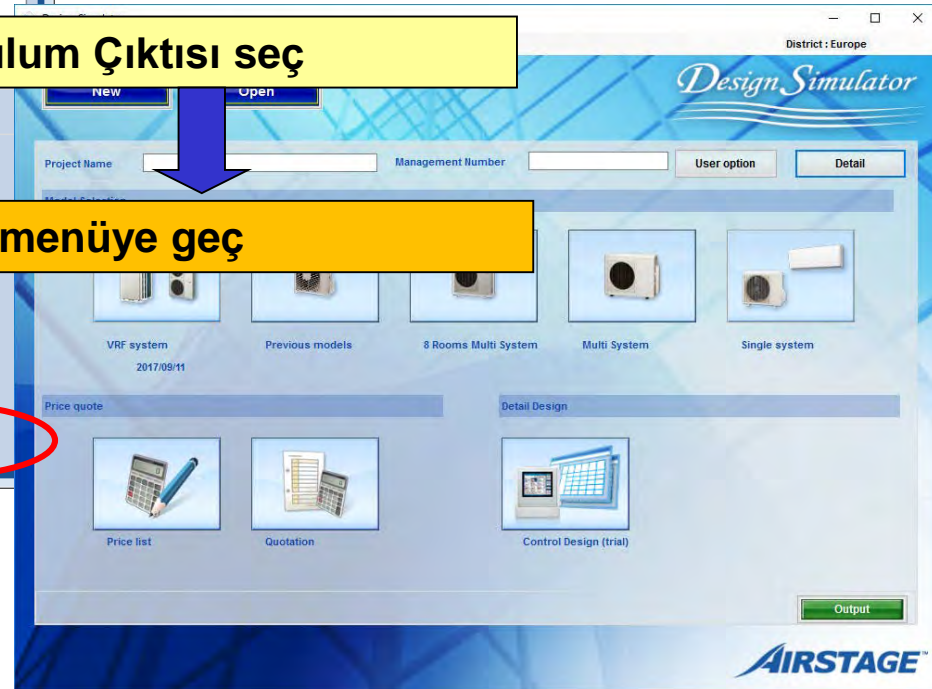 District : Europe
ulum Çıktısı seç
New Open
Design Simulator
Project Name Management Number User option Detail
Model Selection
menüye geç
VRF system Previous models 8 Rooms Multi System Multi System Single system
2017/09/11
Price quote Detail Design
Price list Quotation Control Design (trial)
Output
AIRSTAGE